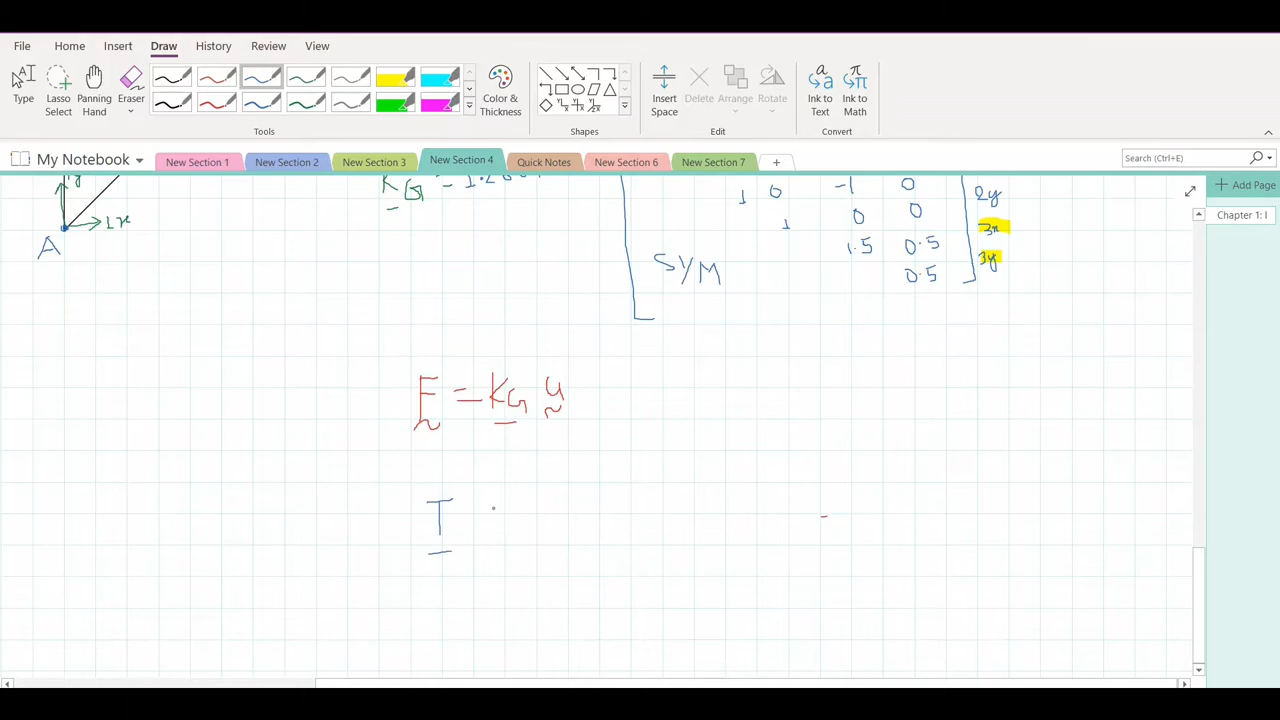 File Home Insert Draw History Review View
Type Lasso Select Panning Hand Eraser Color & Thickness Insert Space Delete Arrange Rotate Ink to Text Ink to Math
Tools Shapes Edit Convert
My Notebook New Section 1 New Section 2 New Section 3 New Section 4 Quick Notes New Section 6 New Section 7 Search (Ctrl+E)
Add Page
Chapter 1: I
1 0 -1 0 2y
1 0 0 3x
1.5 0.5 3y
SYM 0.5
KG =
1x
A
F = KG u
T